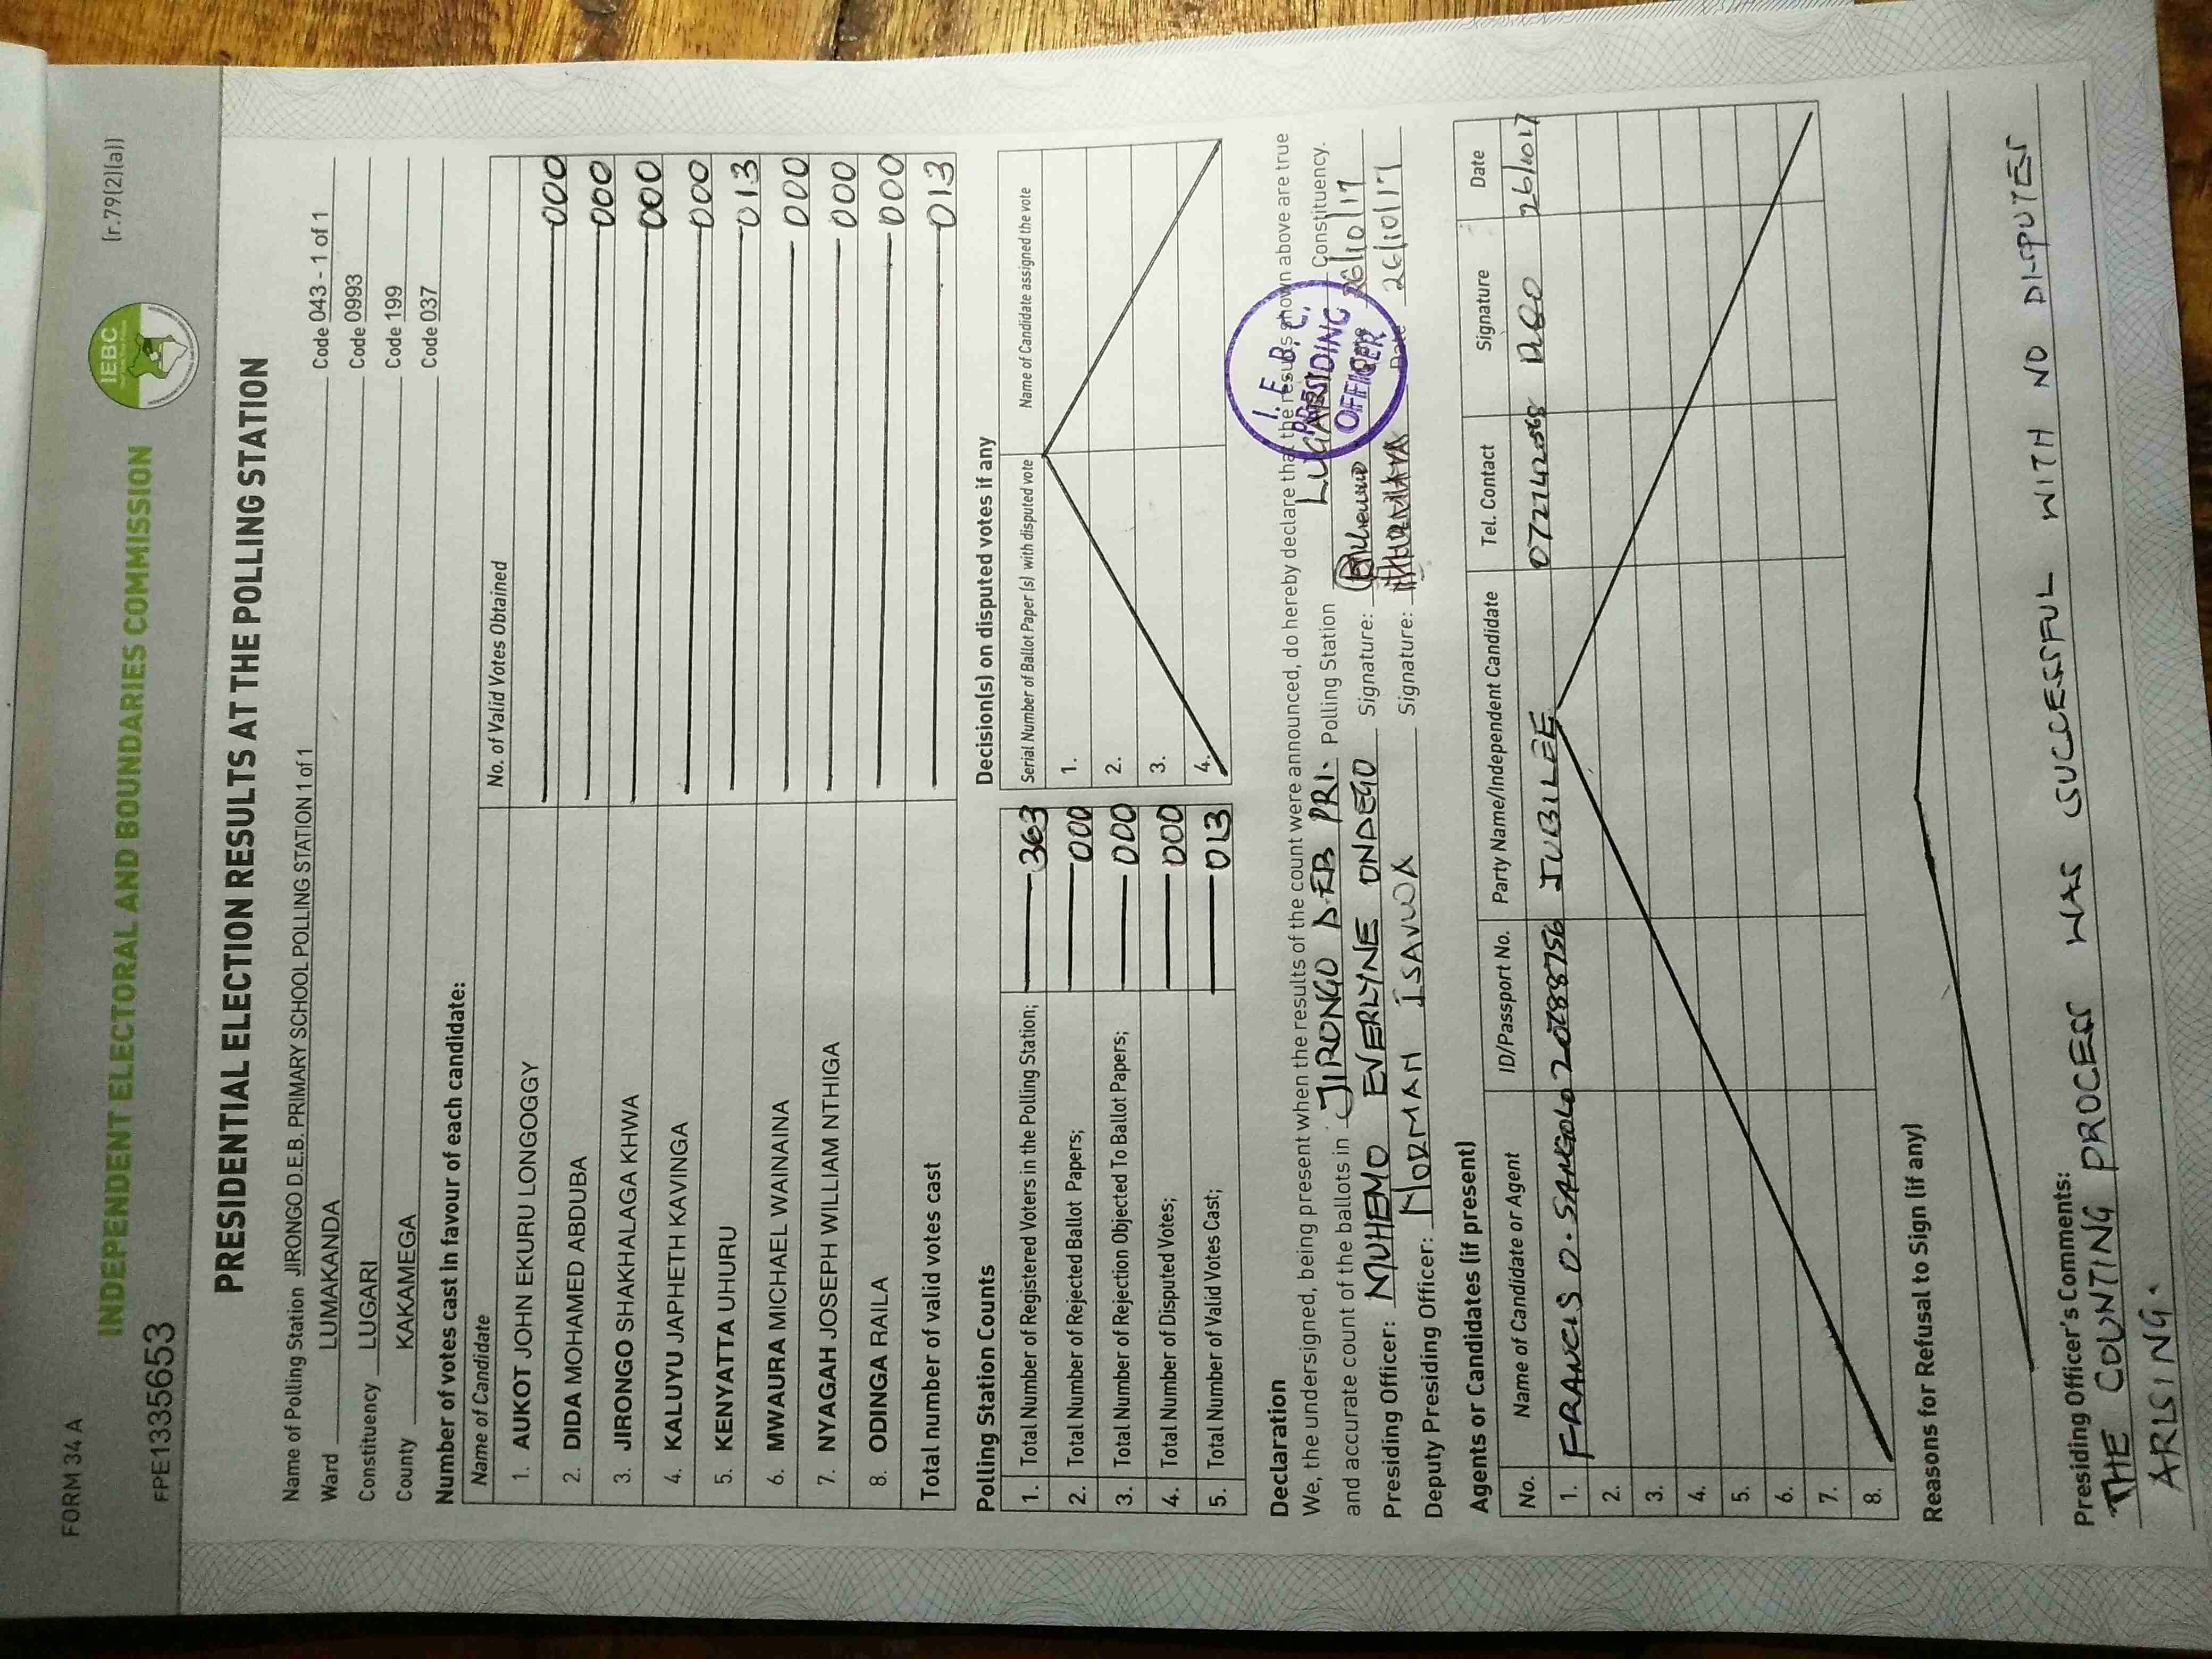 FORM 34 A
(r.79(2)(a))
IEBC
INDEPENDENT ELECTORAL AND BOUNDARIES COMMISSION
FPE1335653
PRESIDENTIAL ELECTION RESULTS AT THE POLLING STATION
Name of Polling Station JIRONGO D.E.B. PRIMARY SCHOOL POLLING STATION 1 of 1
Ward LUMAKANDA Code 043 - 1 of 1
Constituency LUGARI Code 0993
County KAKAMEGA Code 199
Code 037
Number of votes cast in favour of each candidate:
Name of Candidate No. of Valid Votes Obtained
1. AUKOT JOHN EKURU LONGOGGY 000
2. DIDA MOHAMED ABDUBA 000
3. JIRONGO SHAKHALAGA KHWA 000
4. KALUYU JAPHETH KAVINGA 000
5. KENYATTA UHURU 013
6. MWAURA MICHAEL WAINAINA 000
7. NYAGAH JOSEPH WILLIAM NTHIGA 000
8. ODINGA RAILA 000
Total number of valid votes cast 013
Polling Station Counts
1. Total Number of Registered Voters in the Polling Station; 363
2. Total Number of Rejected Ballot Papers; 000
3. Total Number of Rejection Objected To Ballot Papers; 000
4. Total Number of Disputed Votes; 000
5. Total Number of Valid Votes Cast; 013
Decision(s) on disputed votes if any
Serial Number of Ballot Paper (s) with disputed vote Name of Candidate assigned the vote
1.
2.
3.
4.
Declaration
We, the undersigned, being present when the results of the count were announced, do hereby declare that the results shown above are true
and accurate count of the ballots in JIRONGO D.EB PRI. Polling Station LUGARI Constituency.
Presiding Officer: MUHEMO EVERLYNE ONDEGO Signature: Date 26/10/17
Deputy Presiding Officer: NORMAN ISAVWA Signature: Date 26/10/17
I.E.B.C.
PRESIDING
OFFICER
Agents or Candidates (if present)
No. Name of Candidate or Agent ID/Passport No. Party Name/Independent Candidate Tel. Contact Signature Date
1. FRANCIS O. SANGOLO 20288756 JUBILEE 26/10/17
2.
3.
4.
5.
6.
7.
8.
Reasons for Refusal to Sign (if any)
Presiding Officer's Comments:
THE COUNTING PROCESS WAS SUCCESSFUL WITH NO DISPUTES
ARISING.